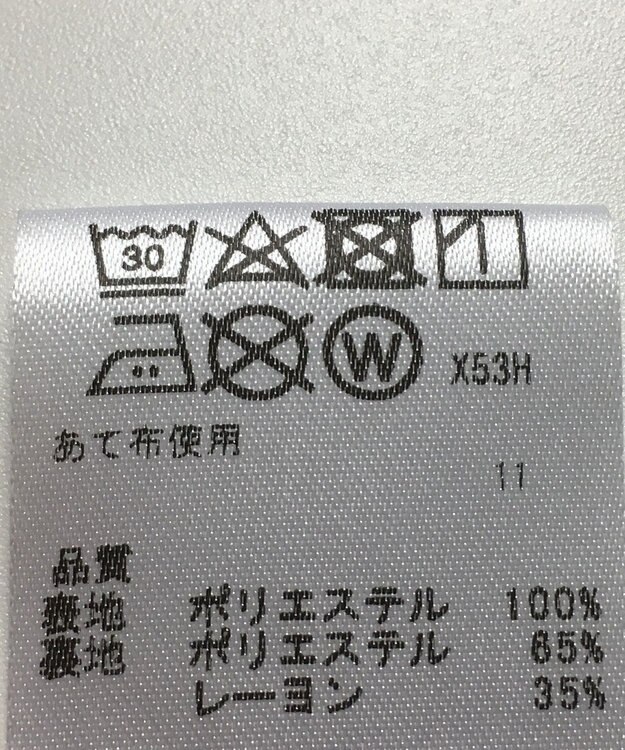 30
W X53H
あて布使用
11
品質
表地 ポリエステル 100%
裏地 ポリエステル 65%
レーヨン 35%